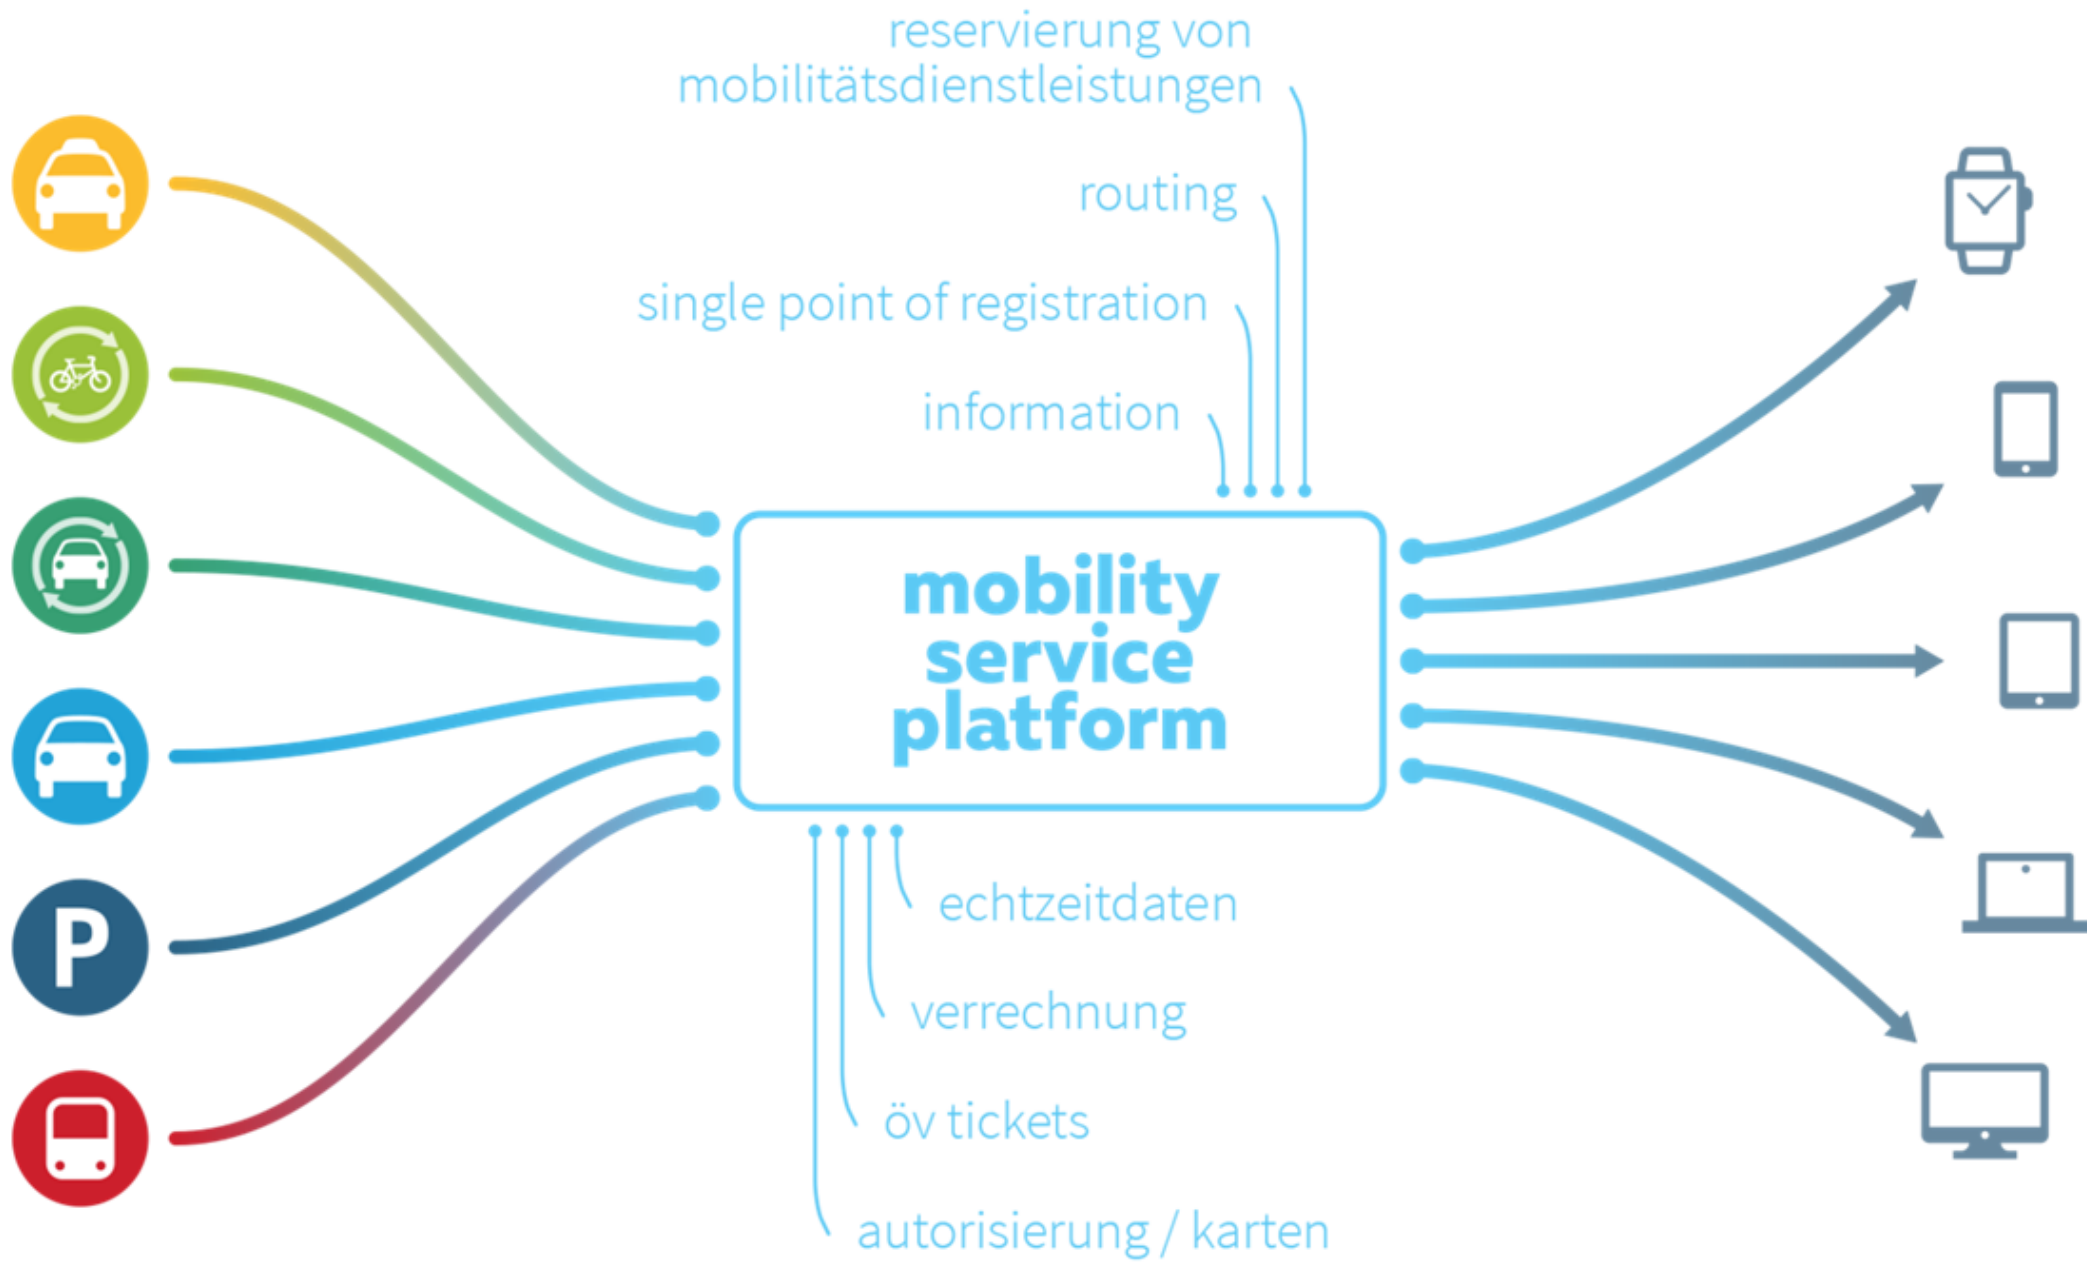 reservierung von
mobilitätsdienstleistungen
routing
single point of registration
information
mobility
service
platform
P
echtzeitdaten
verrechnung
öv tickets
autorisierung / karten